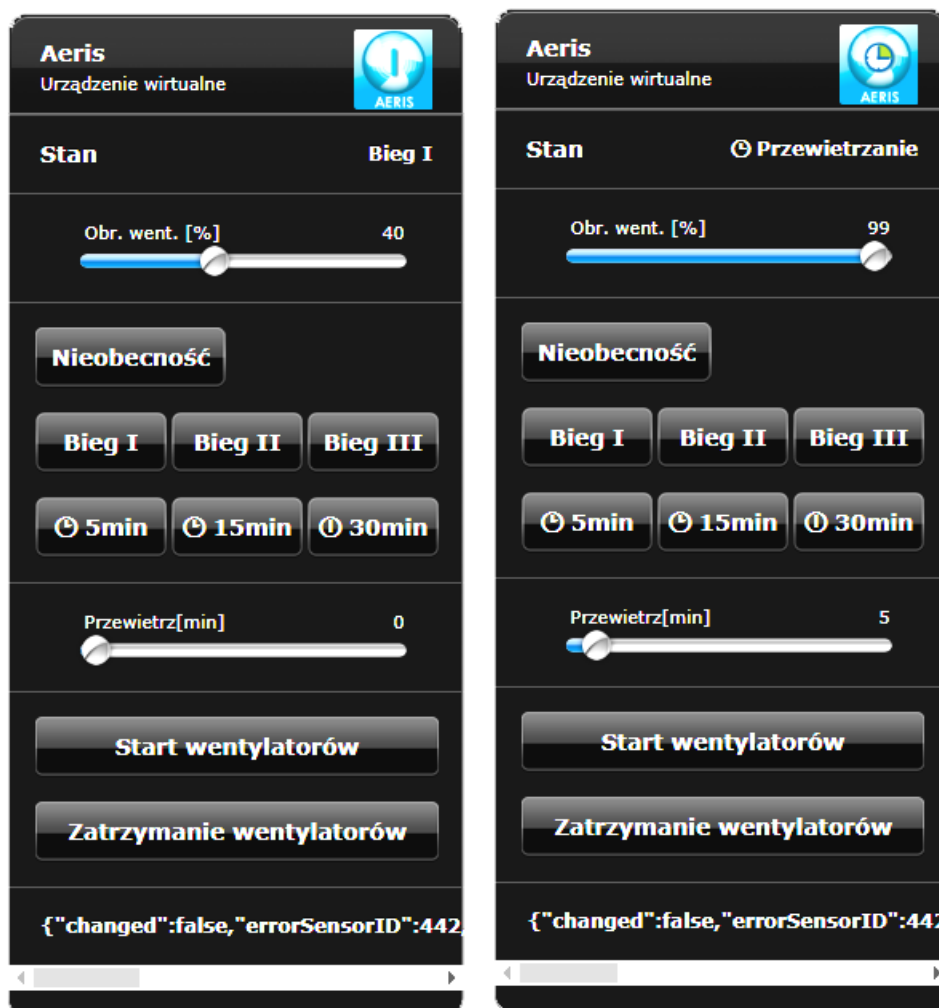 Aeris
Urządzenie wirtualne
AERIS
Stan Bieg I
Obr. went. [%] 40
Nieobecność
Bieg I Bieg II Bieg III
5min 15min 30min
Przewietrz[min] 0
Start wentylatorów
Zatrzymanie wentylatorów
{"changed":false,"errorSensorID":442,
Aeris
Urządzenie wirtualne
AERIS
Stan Przewietrzanie
Obr. went. [%] 99
Nieobecność
Bieg I Bieg II Bieg III
5min 15min 30min
Przewietrz[min] 5
Start wentylatorów
Zatrzymanie wentylatorów
{"changed":false,"errorSensorID":442